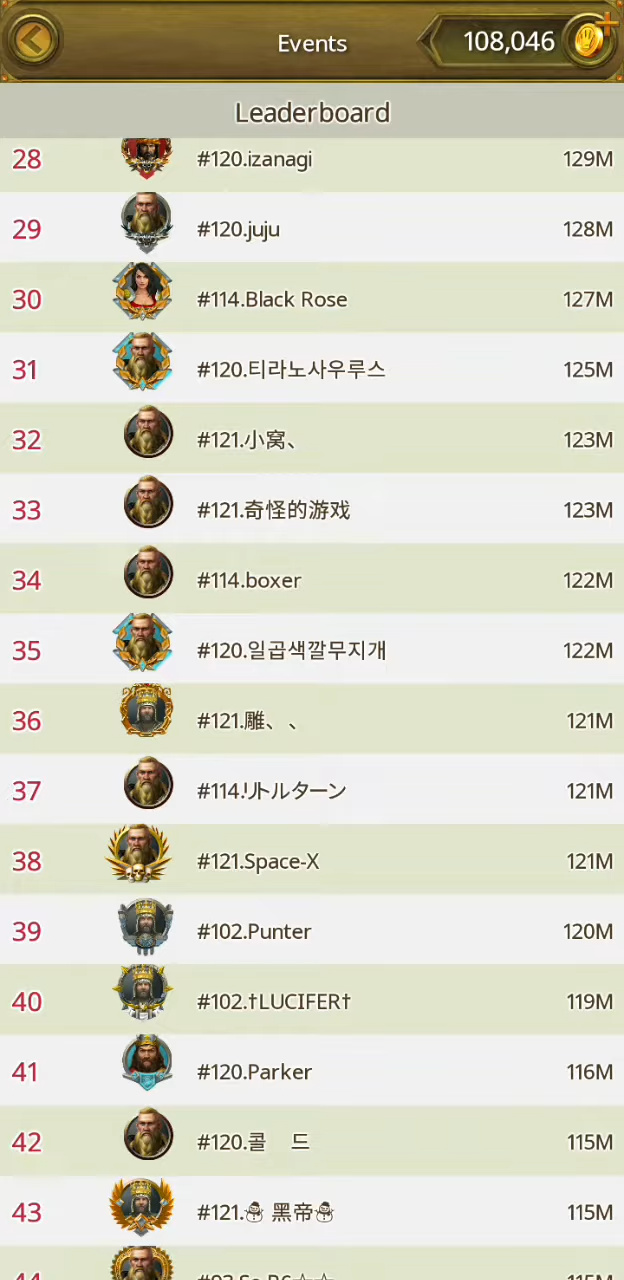 Events
108,046
Leaderboard
28 #120.izanagi 129M
29 #120.juju 128M
30 #114.Black Rose 127M
31 #120.티라노사우루스 125M
32 #121.小窝、 123M
33 #121.奇怪的游戏 123M
34 #114.boxer 122M
35 #120.일곱색깔무지개 122M
36 #121.雕、、 121M
37 #114.リトルターン 121M
38 #121.Space-X 121M
39 #102.Punter 120M
40 #102.†LUCIFER† 119M
41 #120.Parker 116M
42 #120.콜 드 115M
43 #121.☃ 黑帝☃ 115M